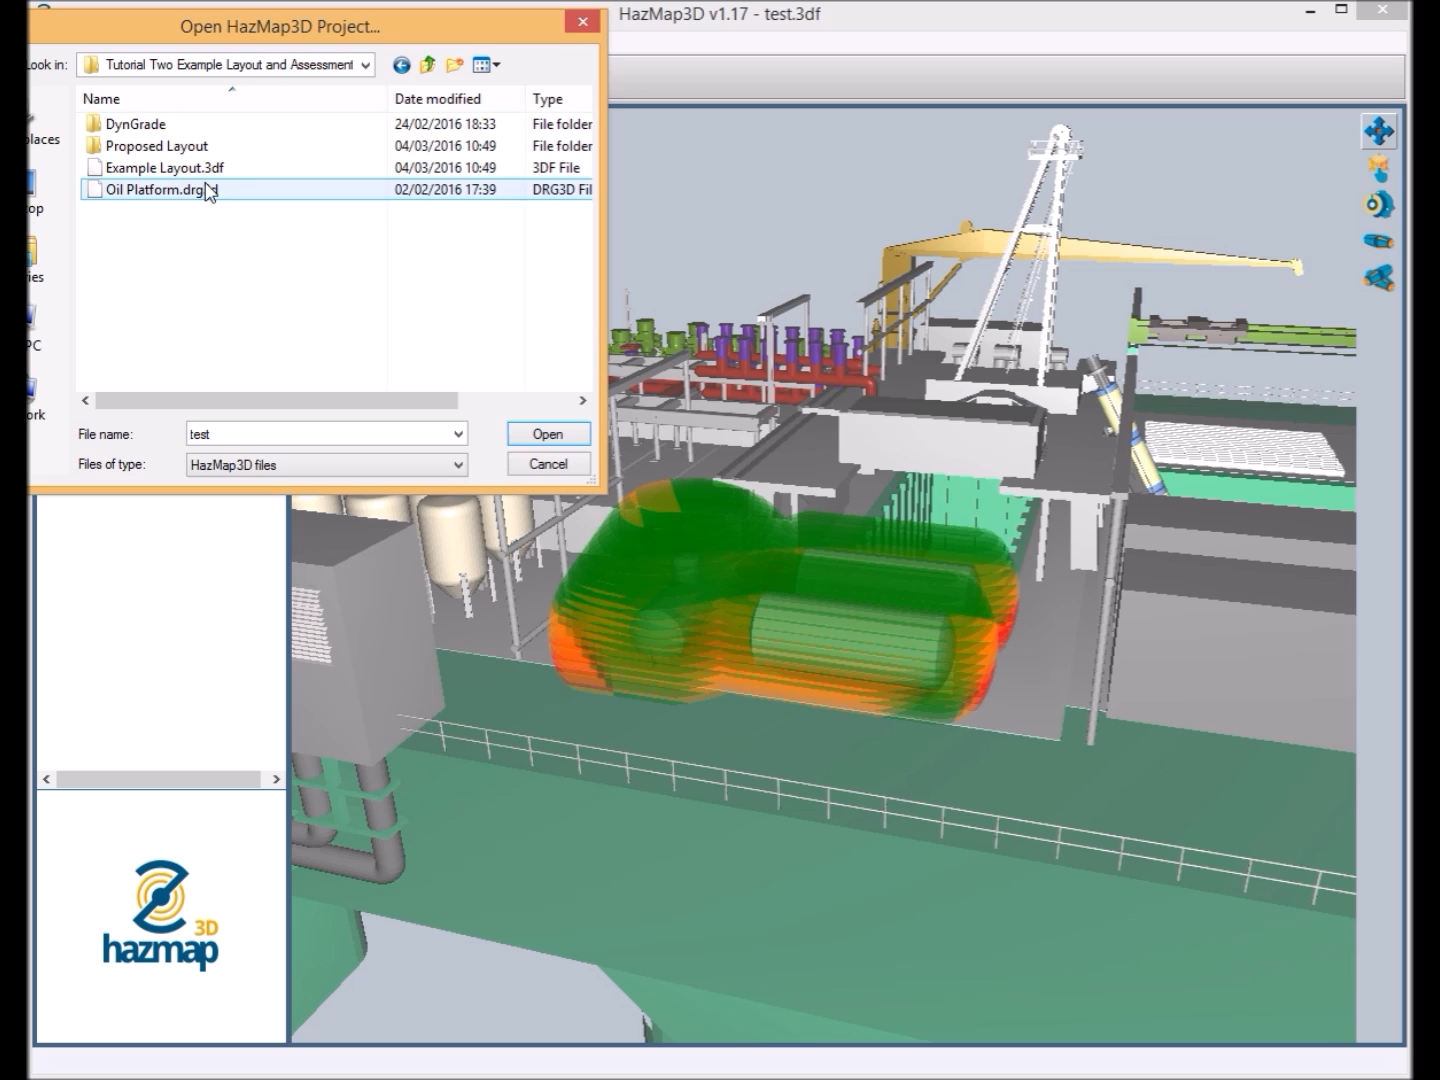 HazMap3D v1.17 - test.3df
Open HazMap3D Project...
Look in: Tutorial Two Example Layout and Assessment
Name Date modified Type
DynGrade 24/02/2016 18:33 File folder
Proposed Layout 04/03/2016 10:49 File folder
Example Layout.3df 04/03/2016 10:49 3DF File
Oil Platform.drg 02/02/2016 17:39 DRG3D Fil
laces
op
ies
PC
ork
File name: test Open
Files of type: HazMap3D files Cancel
3D
hazmap